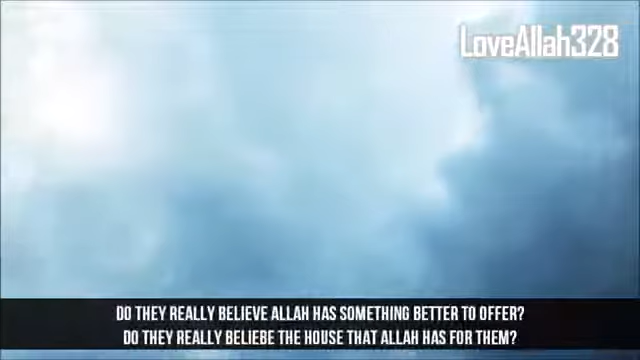 LoveAllah328
DO THEY REALLY BELIEVE ALLAH HAS SOMETHING BETTER TO OFFER?
DO THEY REALLY BELIEBE THE HOUSE THAT ALLAH HAS FOR THEM?